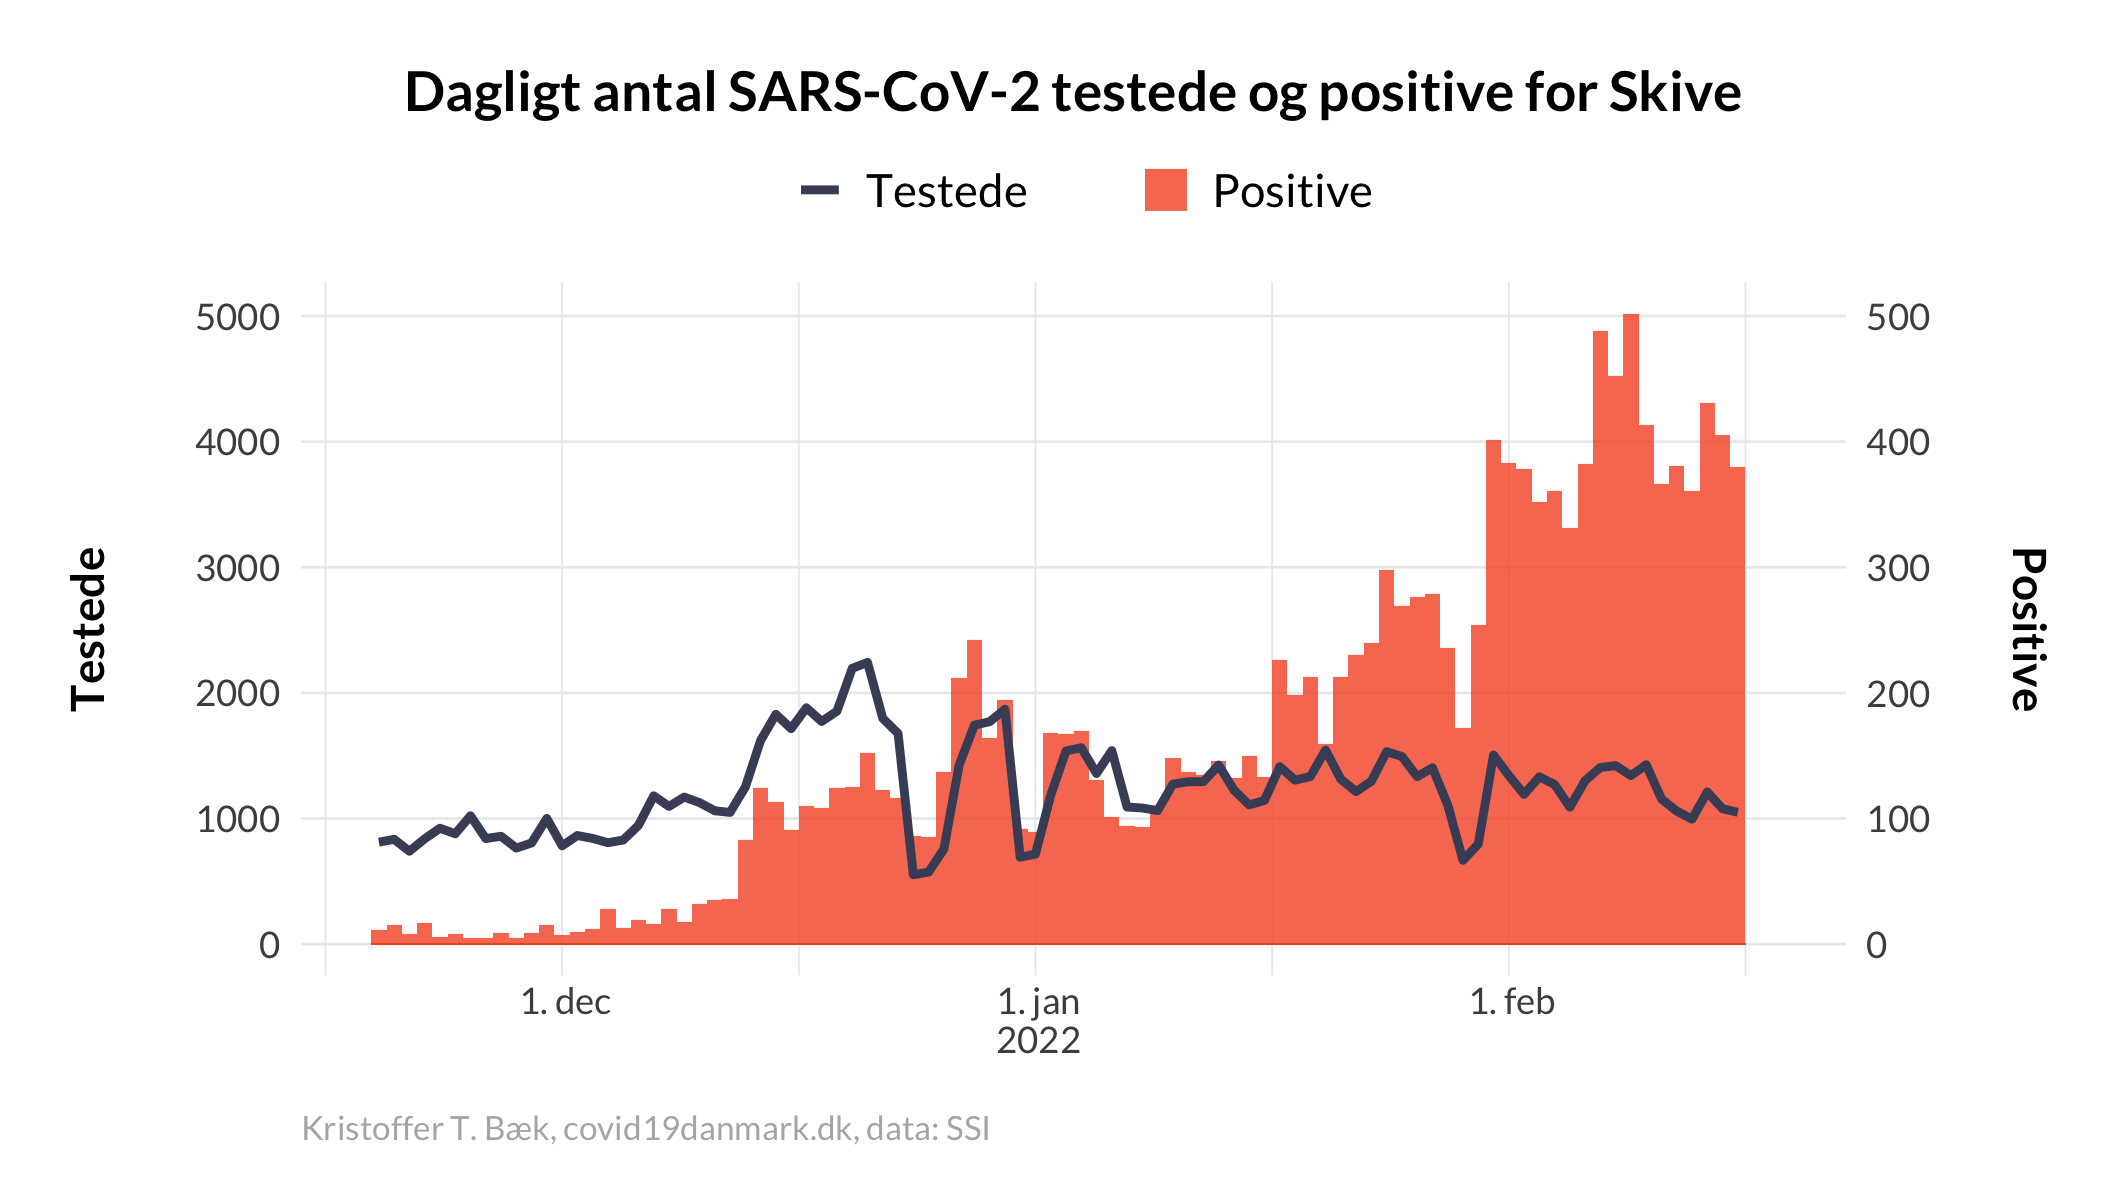 Dagligt antal SARS-CoV-2 testede og positive for Skive
Testede
Positive
5000
4000
3000
2000
1000
0
Testede
500
400
300
200
100
0
Positive
1. dec
1. jan
2022
1. feb
Kristoffer T. Bæk, covid19danmark.dk, data: SSI